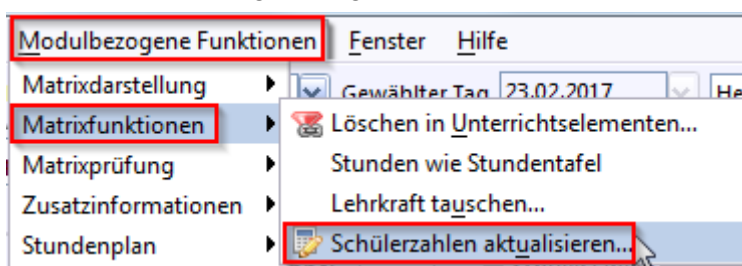 Modulbezogene Funktionen Fenster Hilfe
Matrixdarstellung Gewählter Tag 23.02.2017 He
Matrixfunktionen Löschen in Unterrichtselementen...
Matrixprüfung Stunden wie Stundentafel
Zusatzinformationen Lehrkraft tauschen...
Stundenplan Schülerzahlen aktualisieren...